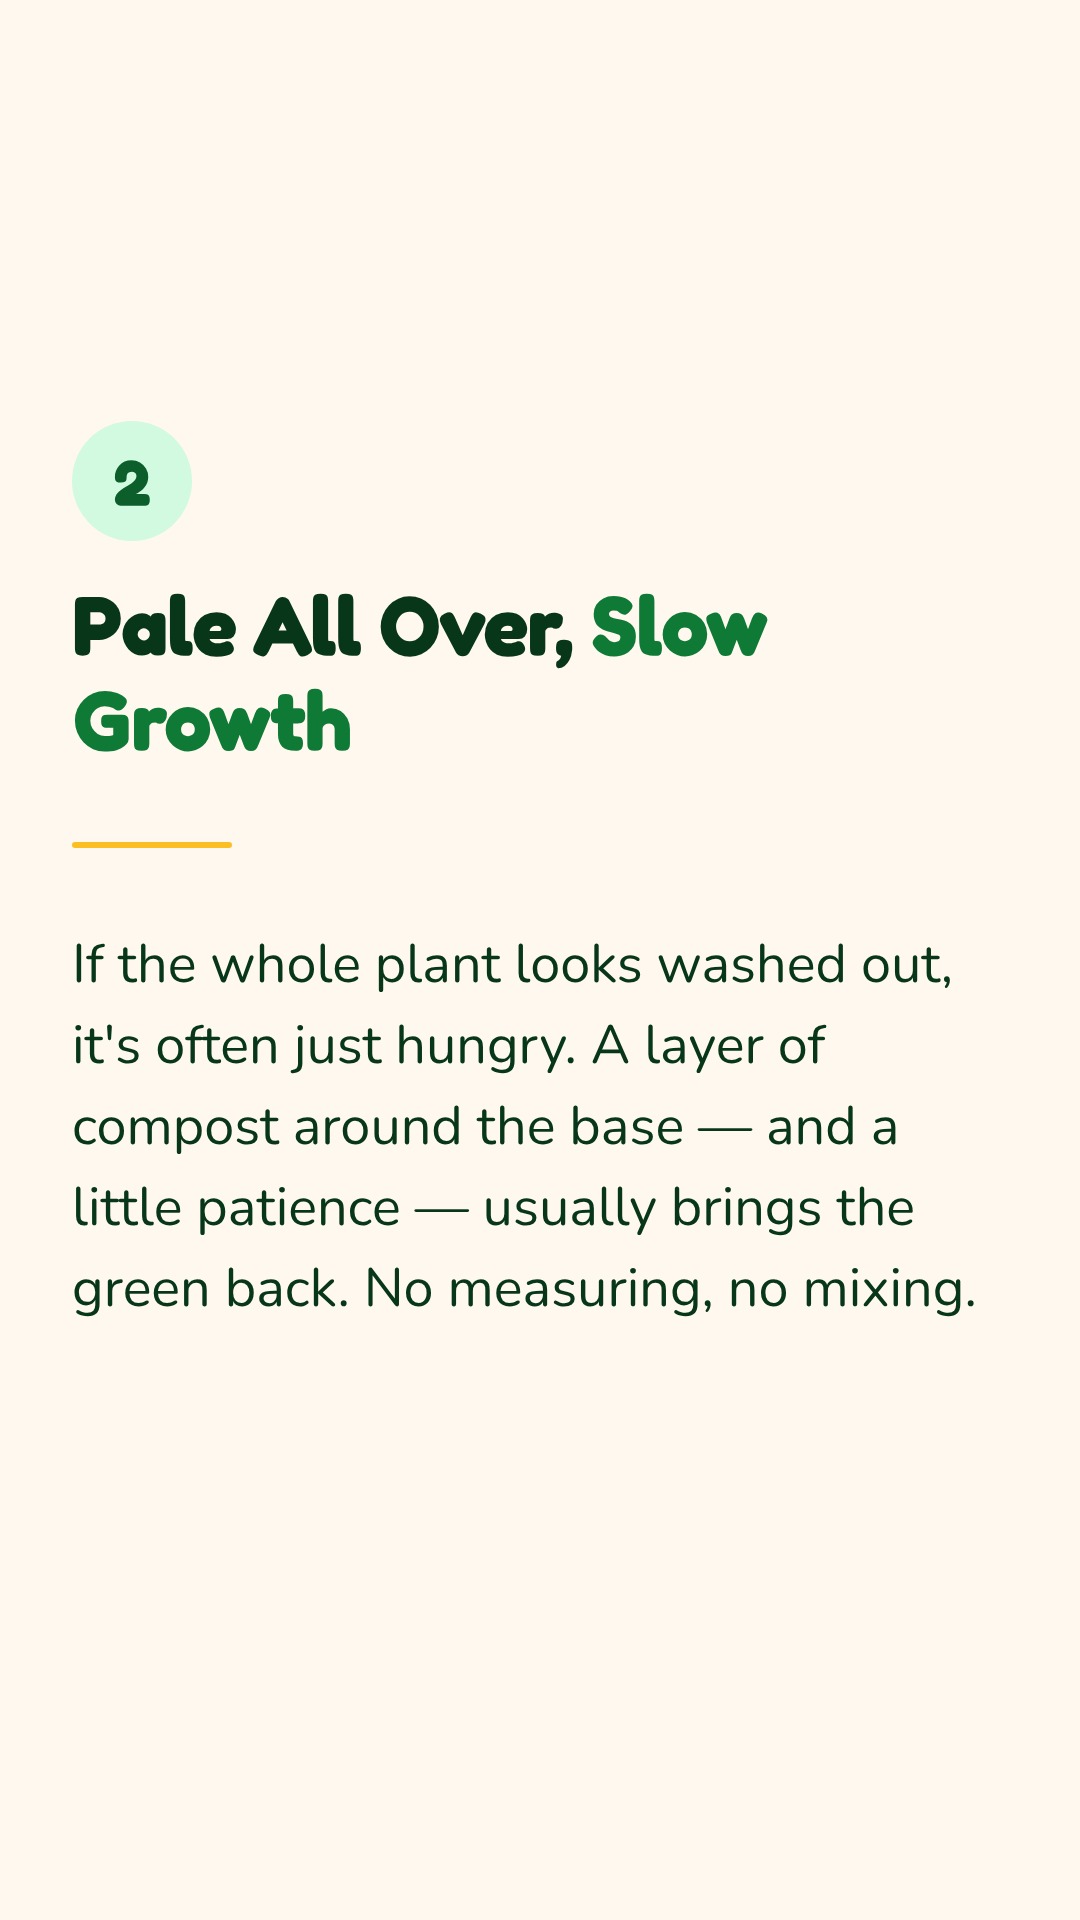 2
Pale All Over, Slow
Growth
If the whole plant looks washed out,
it's often just hungry. A layer of
compost around the base — and a
little patience — usually brings the
green back. No measuring, no mixing.